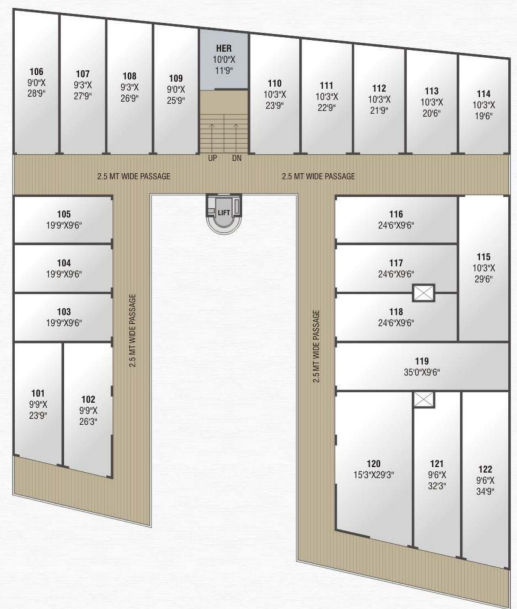 106
9'0"X
28'9"
107
9'3"X
27'9"
108
9'3"X
26'9"
109
9'0"X
25'9"
HER
10'0"X
11'9"
110
10'3"X
23'9"
111
10'3"X
22'9"
112
10'3"X
21'9"
113
10'3"X
20'6"
114
10'3"X
19'6"
UP DN
2.5 MT WIDE PASSAGE
2.5 MT WIDE PASSAGE
LIFT
105
19'9"X9'6"
104
19'9"X9'6"
103
19'9"X9'6"
101
9'9"X
23'9"
102
9'9"X
26'3"
2.5 MT WIDE PASSAGE
2.5 MT WIDE PASSAGE
116
24'6"X9'6"
117
24'6"X9'6"
118
24'6"X9'6"
115
10'3"X
29'6"
119
35'0"X9'6"
120
15'3"X29'3"
121
9'6"X
32'3"
122
9'6"X
34'9"